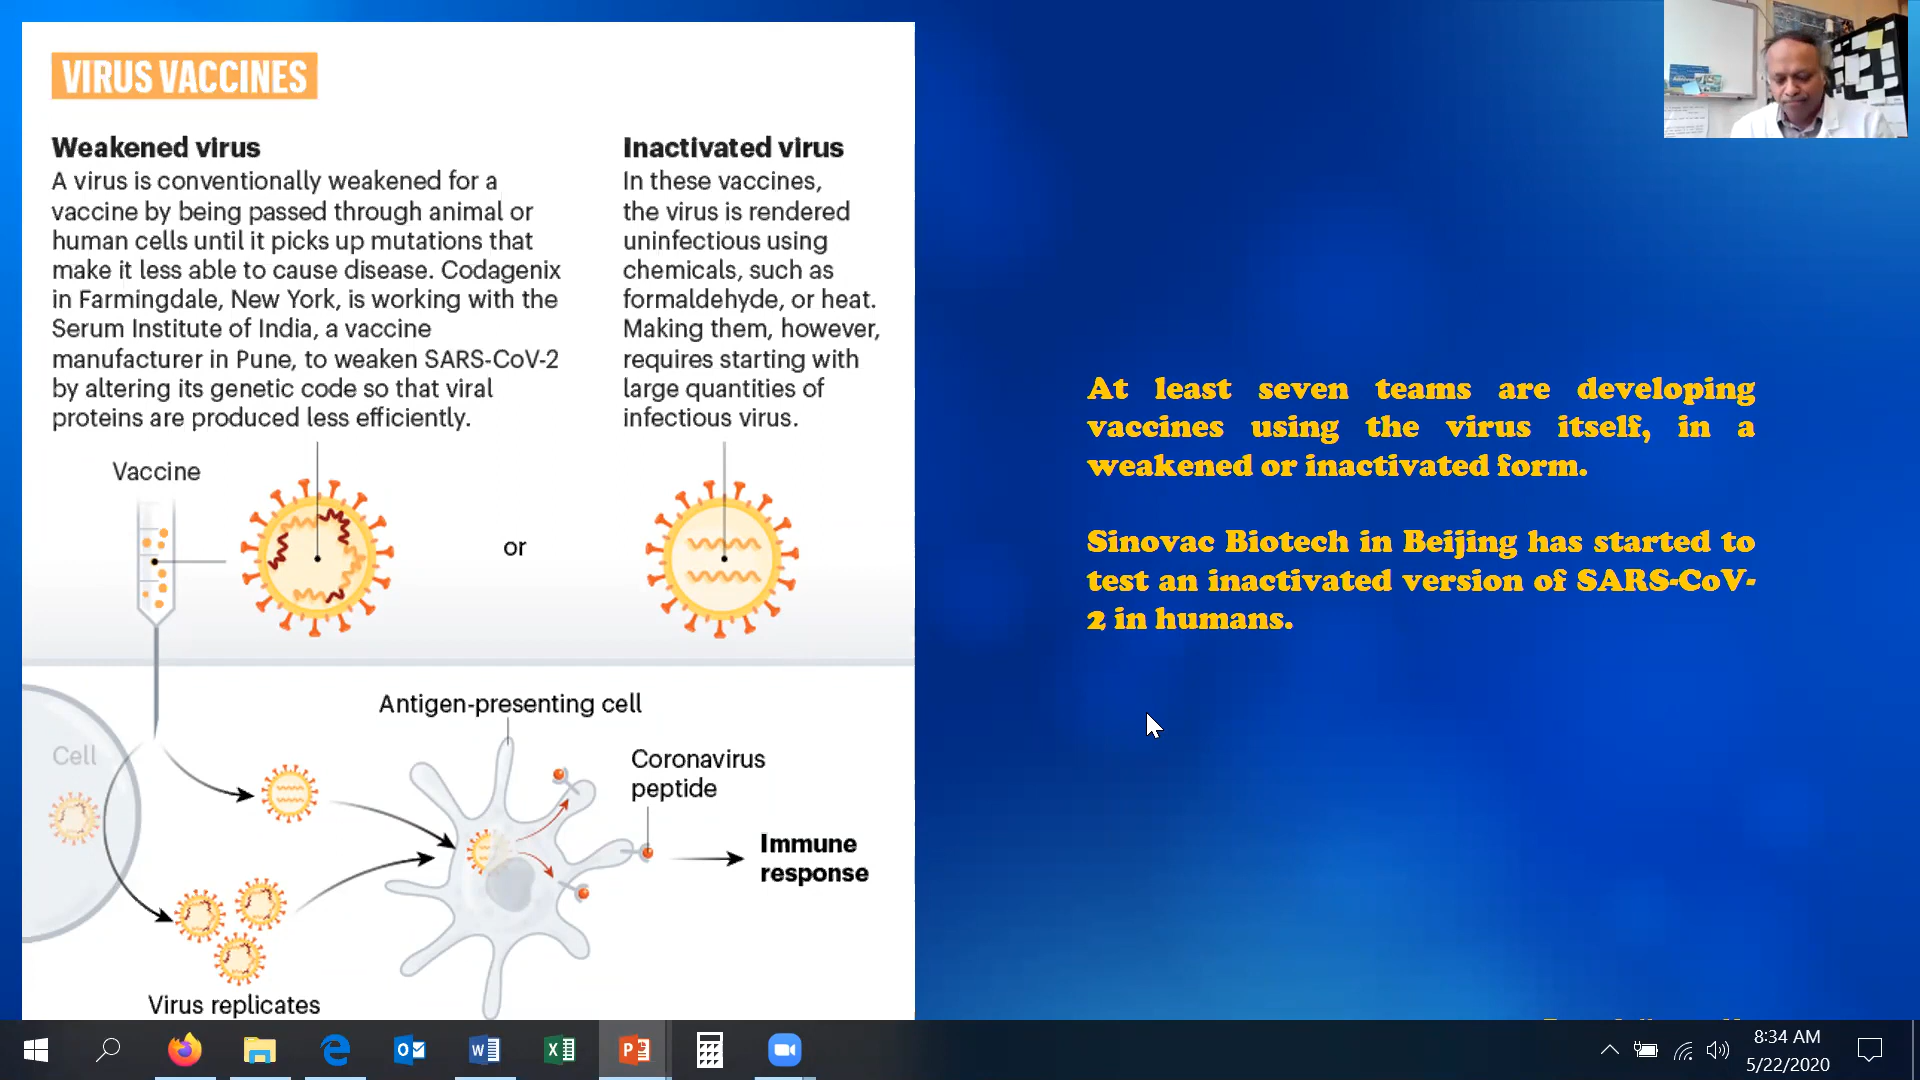 VIRUS VACCINES
Weakened virus
A virus is conventionally weakened for a
vaccine by being passed through animal or
human cells until it picks up mutations that
make it less able to cause disease. Codagenix
in Farmingdale, New York, is working with the
Serum Institute of India, a vaccine
manufacturer in Pune, to weaken SARS-CoV-2
by altering its genetic code so that viral
proteins are produced less efficiently.
Inactivated virus
In these vaccines,
the virus is rendered
uninfectious using
chemicals, such as
formaldehyde, or heat.
Making them, however,
requires starting with
large quantities of
infectious virus.
Vaccine
or
Antigen-presenting cell
Cell
Coronavirus
peptide
Immune
response
Virus replicates
At least seven teams are developing
vaccines using the virus itself, in a
weakened or inactivated form.
Sinovac Biotech in Beijing has started to
test an inactivated version of SARS-CoV-
2 in humans.
8:34 AM
5/22/2020